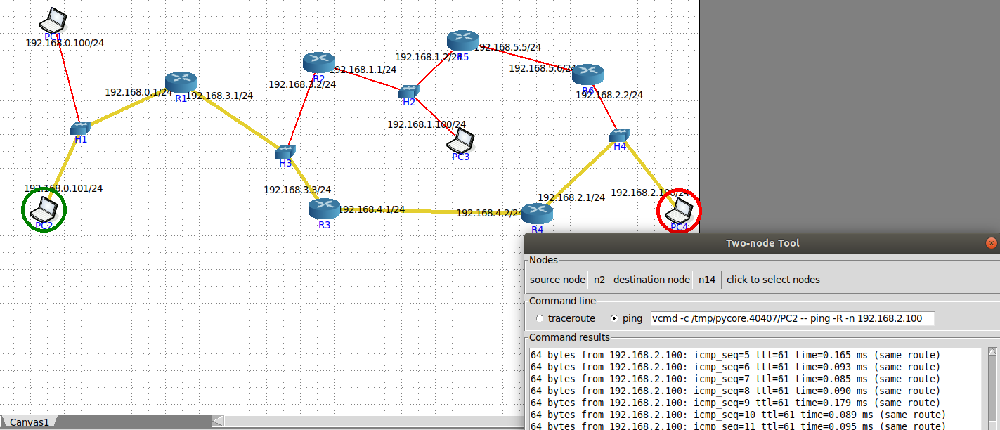 PC1
192.168.0.100/24
192.168.0.1/24
R1
192.168.3.1/24
H1
192.168.0.101/24
PC2
R2
192.168.1.1/24
192.168.3.2/24
H3
192.168.3.3/24
R3
192.168.4.1/24
192.168.4.2/24
R5
192.168.1.2/24
192.168.5.5/24
H2
192.168.1.100/24
PC3
192.168.5.6/24
R6
192.168.2.2/24
H4
192.168.2.1/24
R4
192.168.2.100/24
PC4
Two-node Tool
Nodes
source node n2 destination node n14 click to select nodes
Command line
traceroute ping vcmd -c /tmp/pycore.40407/PC2 -- ping -R -n 192.168.2.100
Command results
64 bytes from 192.168.2.100: icmp_seq=5 ttl=61 time=0.165 ms (same route)
64 bytes from 192.168.2.100: icmp_seq=6 ttl=61 time=0.093 ms (same route)
64 bytes from 192.168.2.100: icmp_seq=7 ttl=61 time=0.085 ms (same route)
64 bytes from 192.168.2.100: icmp_seq=8 ttl=61 time=0.090 ms (same route)
64 bytes from 192.168.2.100: icmp_seq=9 ttl=61 time=0.179 ms (same route)
64 bytes from 192.168.2.100: icmp_seq=10 ttl=61 time=0.089 ms (same route)
64 bytes from 192.168.2.100: icmp_seq=11 ttl=61 time=0.095 ms (same route)
Canvas1